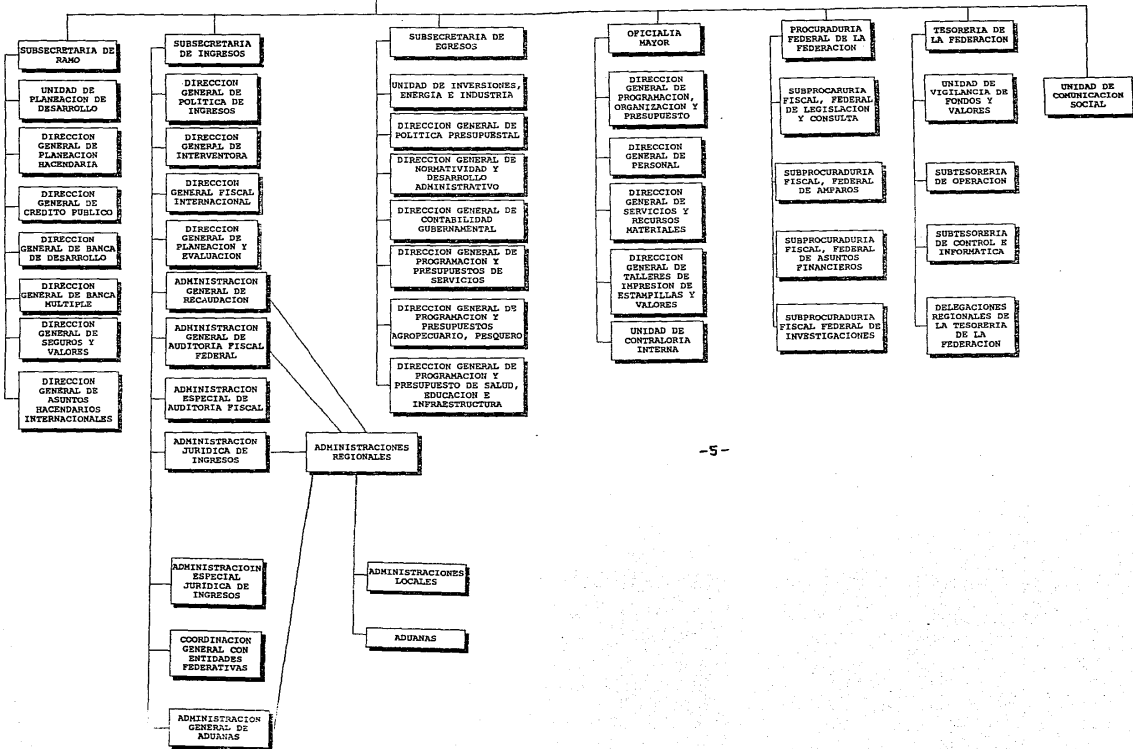 SUBSECRETARIA DE
RAMO
UNIDAD DE
PLANEACION DE
DESARROLLO
DIRECCION
GENERAL DE
PLANEACION
HACENDARIA
DIRECCION
GENERAL DE
CREDITO PUBLICO
DIRECCION
GENERAL DE BANCA
DE DESARROLLO
DIRECCION
GENERAL DE BANCA
MULTIPLE
DIRECCION
GENERAL DE
SEGUROS Y
VALORES
DIRECCION
GENERAL DE
ASUNTOS
HACENDARIOS
INTERNACIONALES
SUBSECRETARIA
DE INGRESOS
DIRECCION
GENERAL DE
POLITICA DE
INGRESOS
DIRECCION
GENERAL DE
INTERVENTORA
DIRECCION
GENERAL FISCAL
INTERNACIONAL
DIRECCION
GENERAL DE
PLANEACION Y
EVALUACION
ADMINISTRACION
GENERAL DE
RECAUDACION
ADMINISTRACION
GENERAL DE
AUDITORIA FISCAL
FEDERAL
ADMINISTRACION
ESPECIAL DE
AUDITORIA FISCAL
ADMINISTRACION
JURIDICA DE
INGRESOS
ADMINISTRACIOIN
ESPECIAL
JURIDICA DE
INGRESOS
COORDINACION
GENERAL CON
ENTIDADES
FEDERATIVAS
ADMINISTRACION
GENERAL DE
ADUANAS
ADMINISTRACIONES
REGIONALES
ADMINISTRACIONES
LOCALES
ADUANAS
SUBSECRETARIA DE
EGRESOS
UNIDAD DE INVERSIONES,
ENERGIA E INDUSTRIA
DIRECCION GENERAL DE
POLITICA PRESUPUESTAL
DIRECCION GENERAL DE
NORMATIVIDAD Y
DESARROLLO
ADMINISTRATIVO
DIRECCION GENERAL DE
CONTABILIDAD
GUBERNAMENTAL
DIRECCION GENERAL DE
PROGRAMACION Y
PRESUPUESTOS DE
SERVICIOS
DIRECCION GENERAL DE
PROGRAMACION Y
PRESUPUESTOS
AGROPECUARIO, PESQUERO
DIRECCION GENERAL DE
PROGRAMACION Y
PRESUPUESTO DE SALUD,
EDUCACION E
INFRAESTRUCTURA
OFICIALIA
MAYOR
DIRECCION
GENERAL DE
PROGRAMACION,
ORGANIZACION Y
PRESUPUESTO
DIRECCION
GENERAL DE
PERSONAL
DIRECCION
GENERAL DE
SERVICIOS Y
RECURSOS
MATERIALES
DIRECCION
GENERAL DE
TALLERES DE
IMPRESION DE
ESTAMPILLAS Y
VALORES
UNIDAD DE
CONTRALORIA
INTERNA
PROCURADURIA
FEDERAL DE LA
FEDERACION
SUBPROCARURIA
FISCAL, FEDERAL
DE LEGISLACION
Y CONSULTA
SUBPROCURADURIA
FISCAL, FEDERAL
DE AMPAROS
SUBPROCURADURIA
FISCAL, FEDERAL
DE ASUNTOS
FINANCIEROS
SUBPROCURADURIA
FISCAL FEDERAL DE
INVESTIGACIONES
TESORERIA DE
LA FEDERACION
UNIDAD DE
VIGILANCIA DE
FONDOS Y
VALORES
SUBTESORERIA
DE OPERACION
SUBTESORERIA
DE CONTROL E
INFORMATICA
DELEGACIONES
REGIONALES DE
LA TESORERIA
DE LA
FEDERACION
UNIDAD DE
COMUNICACION
SOCIAL
-5-